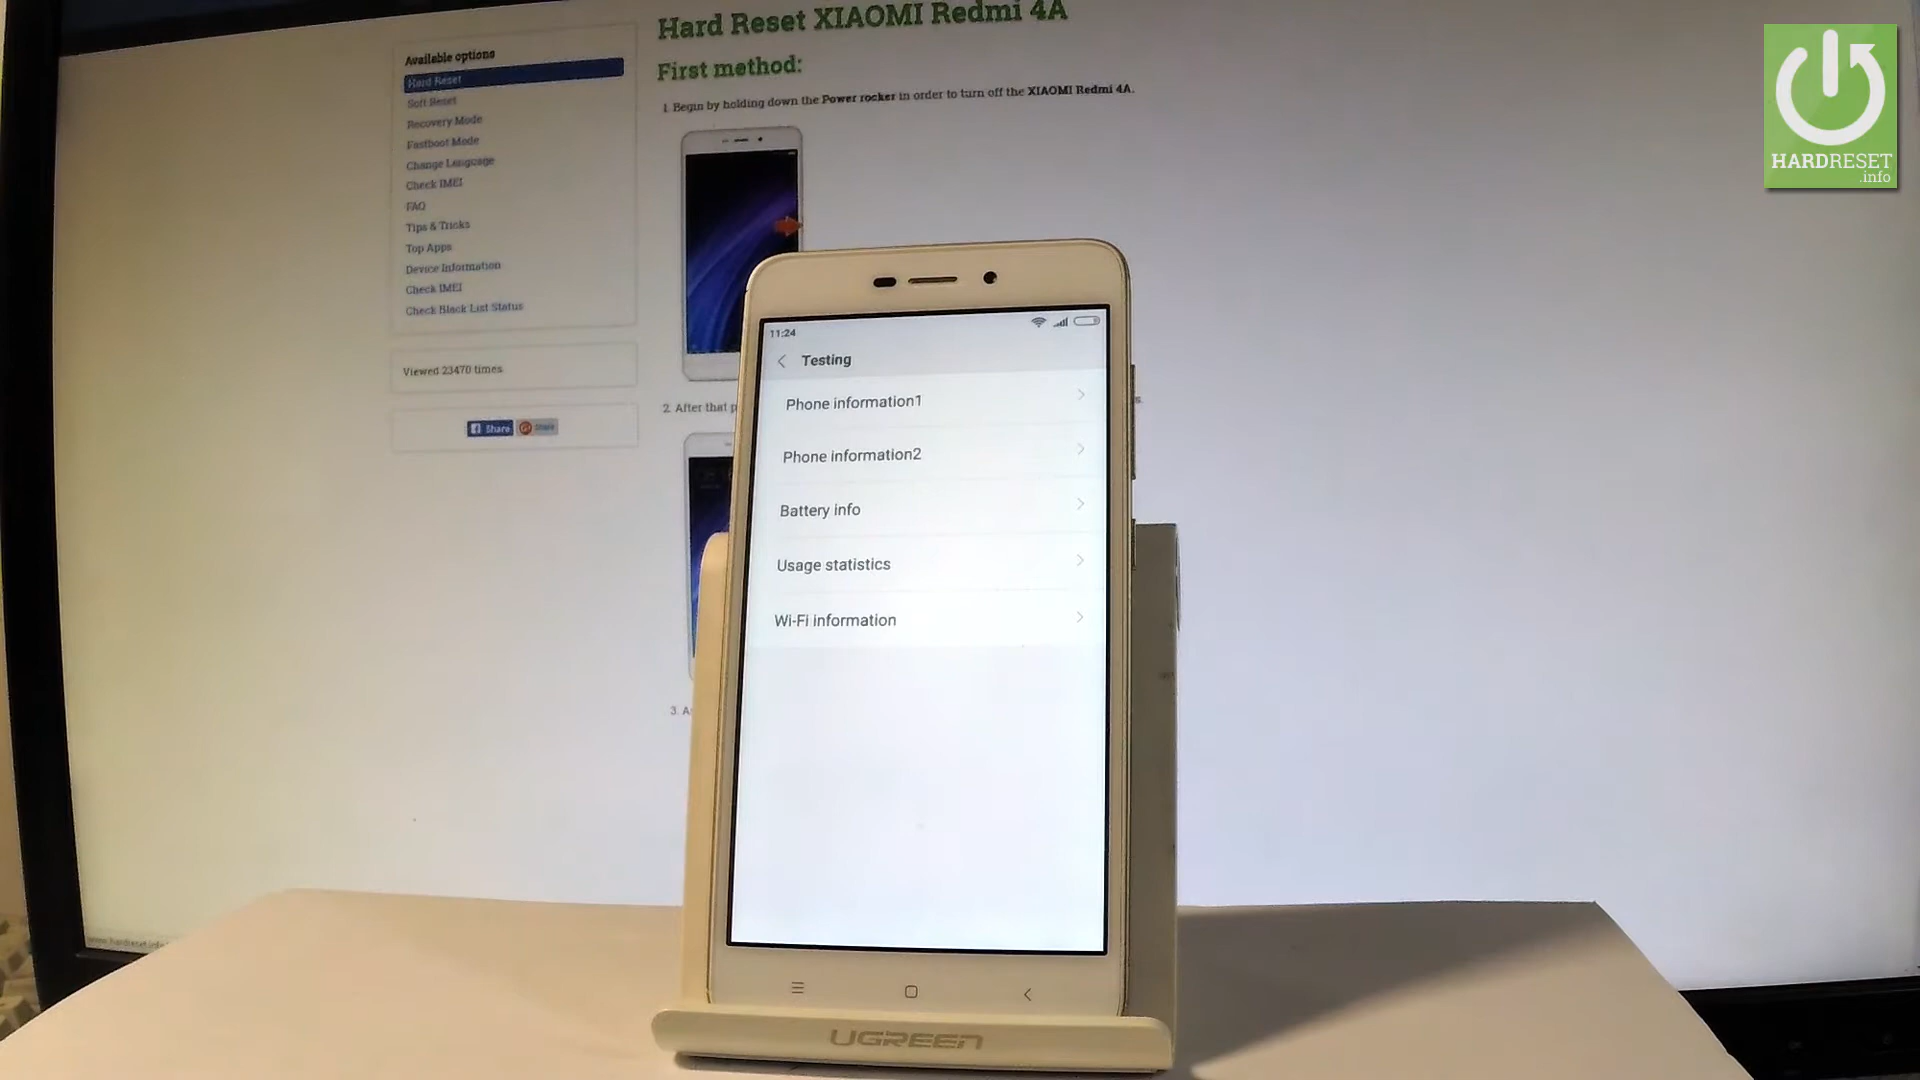 Hard Reset XIAOMI Redmi 4A
First method:
1. Begin by holding down the Power rocker in order to turn off the XIAOMI Redmi 4A.
Available options
Hard Reset
Soft Reset
Recovery Mode
Fastboot Mode
Change Language
Check IMEI
FAQ
Tips & Tricks
Top Apps
Device Information
Check IMEI
Check Black List Status
Viewed 23470 times
Share
Share
2. After that
3.
HARDRESET
.info
11:24
Testing
Phone information1
Phone information2
Battery info
Usage statistics
Wi-Fi information
UGREEN